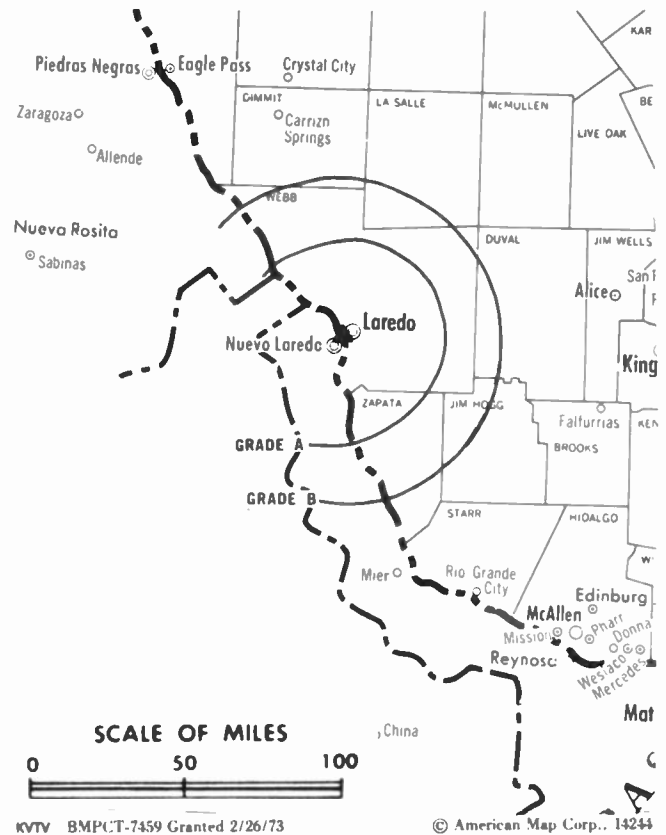 KAR
Piedras Negras
Eagle Pass
Crystal City
DIMMIT
LA SALLE
McMULLEN
BE
Zaragoza
Carrizn
Springs
LIVE OAK
Allende
WEBB
Nueva Rosita
DUVAL
JIM WELLS
Sabinas
San
Alice
Laredo
Nuevo Laredo
King
ZAPATA
JIM HOGG
Falfurrias
KEN
GRADE A
BROOKS
GRADE B
STARR
HIDALGO
W
Mier
Rio Grande
City
Edinburg
McAllen
Mission
Pharr
Donna
Reynosa
Weslaco
Mercedes
Mat
China
SCALE OF MILES
0 50 100
KVTV BMPCT-7459 Granted 2/26/73
© American Map Corp., 14244